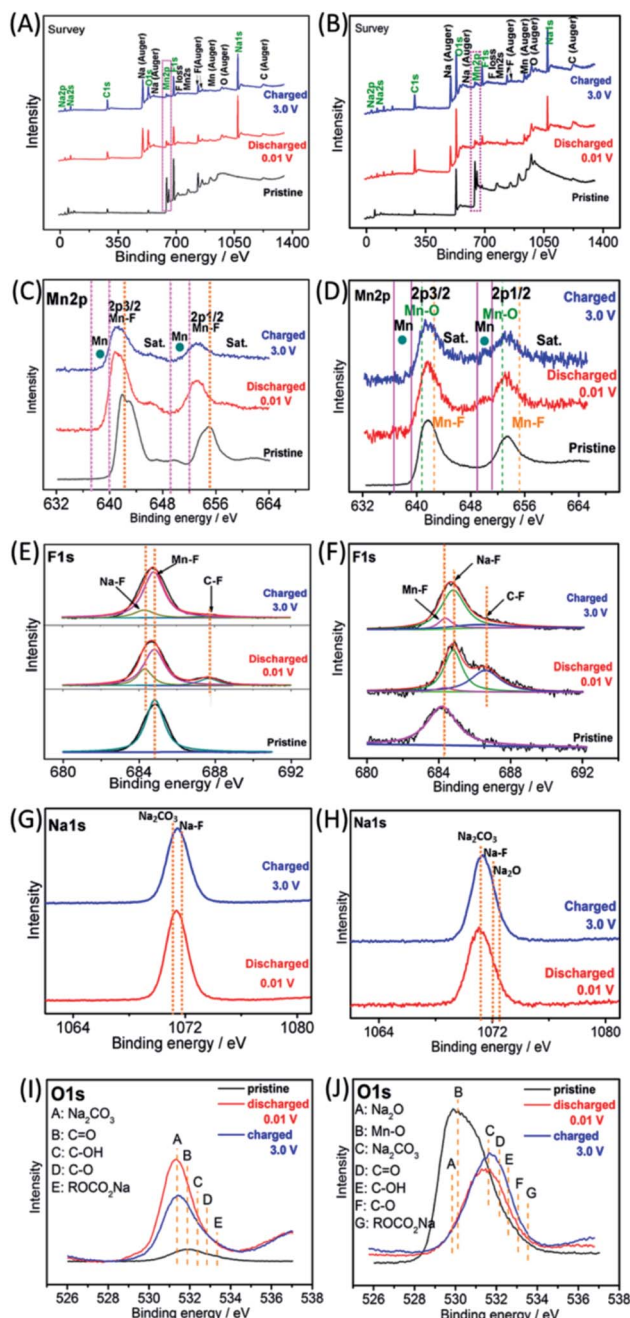 (A) Survey
Na2p
Na2s
C1s
Na (Auger)
O1s
Na (Auger)
Mn2p
F1s
F loss
Mn2s
F(Auger)
Mn (Auger)
O (Auger)
Na1s
C (Auger)
Charged
3.0 V
Discharged
0.01 V
Pristine
Intensity
0 350 700 1050 1400
Binding energy / eV
(B) Survey
Na2p
Na2s
C1s
Na (Auger)
O1s
Na (Auger)
Mn2p
F1s
F loss
Mn2s
F (Auger)
Mn (Auger)
O (Auger)
Na1s
C (Auger)
Charged
3.0 V
Discharged
0.01 V
Pristine
Intensity
0 350 700 1050 1400
Binding energy / eV
(C) Mn2p
2p3/2
Mn-F
Mn
Sat.
2p1/2
Mn-F
Mn
Sat.
Charged
3.0 V
Discharged
0.01 V
Pristine
Intensity
632 640 648 656 664
Binding energy / eV
(D) Mn2p
2p3/2
Mn-O
Mn
Sat.
2p1/2
Mn-O
Mn
Sat.
Charged
3.0 V
Discharged
0.01 V
Mn-F
Mn-F
Pristine
Intensity
632 640 648 656 664
Binding energy / eV
(E) F1s
Na-F
Mn-F
C-F
Charged
3.0 V
Discharged
0.01 V
Pristine
Intensity
680 684 688 692
Binding energy / eV
(F) F1s
Mn-F
Na-F
C-F
Charged
3.0 V
Discharged
0.01 V
Pristine
Intensity
680 684 688 692
Binding energy / eV
(G) Na1s
Na₂CO₃
Na-F
Charged
3.0 V
Discharged
0.01 V
Intensity
1064 1072 1080
Binding energy / eV
(H) Na1s
Na₂CO₃
Na-F
Na₂O
Charged
3.0 V
Discharged
0.01 V
Intensity
1064 1072 1080
Binding energy / eV
(I) O1s
A: Na₂CO₃
B: C=O
C: C-OH
D: C-O
E: ROCO₂Na
pristine
discharged
0.01 V
charged
3.0 V
A
B
C
D
E
Intensity
526 528 530 532 534 536 538
Binding energy / eV
(J) O1s
A: Na₂O
B: Mn-O
C: Na₂CO₃
D: C=O
E: C-OH
F: C-O
G: ROCO₂Na
pristine
discharged
0.01 V
charged
3.0 V
B
A
C
D
E
F
G
Intensity
526 528 530 532 534 536 538
Binding energy / eV